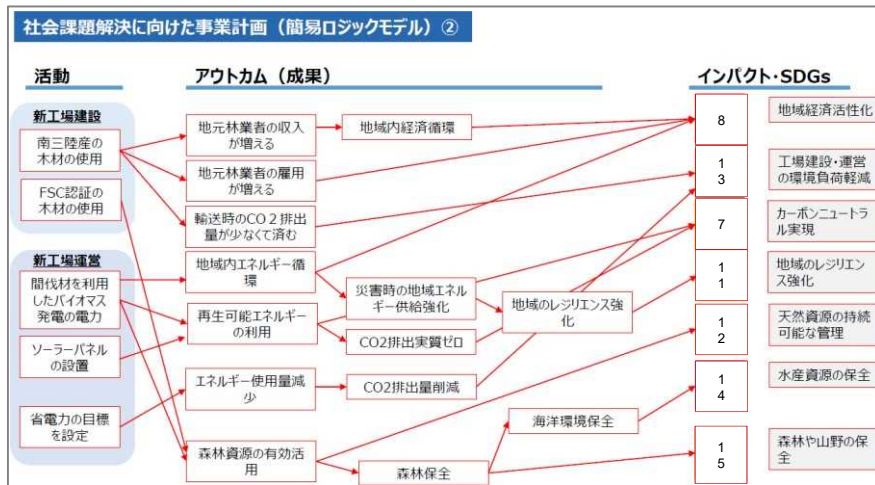 社会課題解決に向けた事業計画（簡易ロジックモデル）②
活動
アウトカム（成果）
インパクト・SDGs
新工場建設
南三陸産の
木材の使用
FSC認証の
木材の使用
新工場運営
間伐材を利用
したバイオマス
発電の電力
ソーラーパネル
の設置
省電力の目標
を設定
地元林業者の収入
が増える
地元林業者の雇用
が増える
輸送時のCO２排出
量が少なくて済む
地域内エネルギー循
環
再生可能エネルギー
の利用
エネルギー使用量減
少
森林資源の有効活
用
地域内経済循環
災害時の地域エネル
ギー供給強化
CO2排出実質ゼロ
CO2排出量削減
森林保全
地域のレジリエンス強
化
海洋環境保全
8
地域経済活性化
1
3
工場建設・運営
の環境負荷軽減
7
カーボンニュートラ
ル実現
1
1
地域のレジリエン
ス強化
1
2
天然資源の持続
可能な管理
1
4
水産資源の保全
1
5
森林や山野の保
全